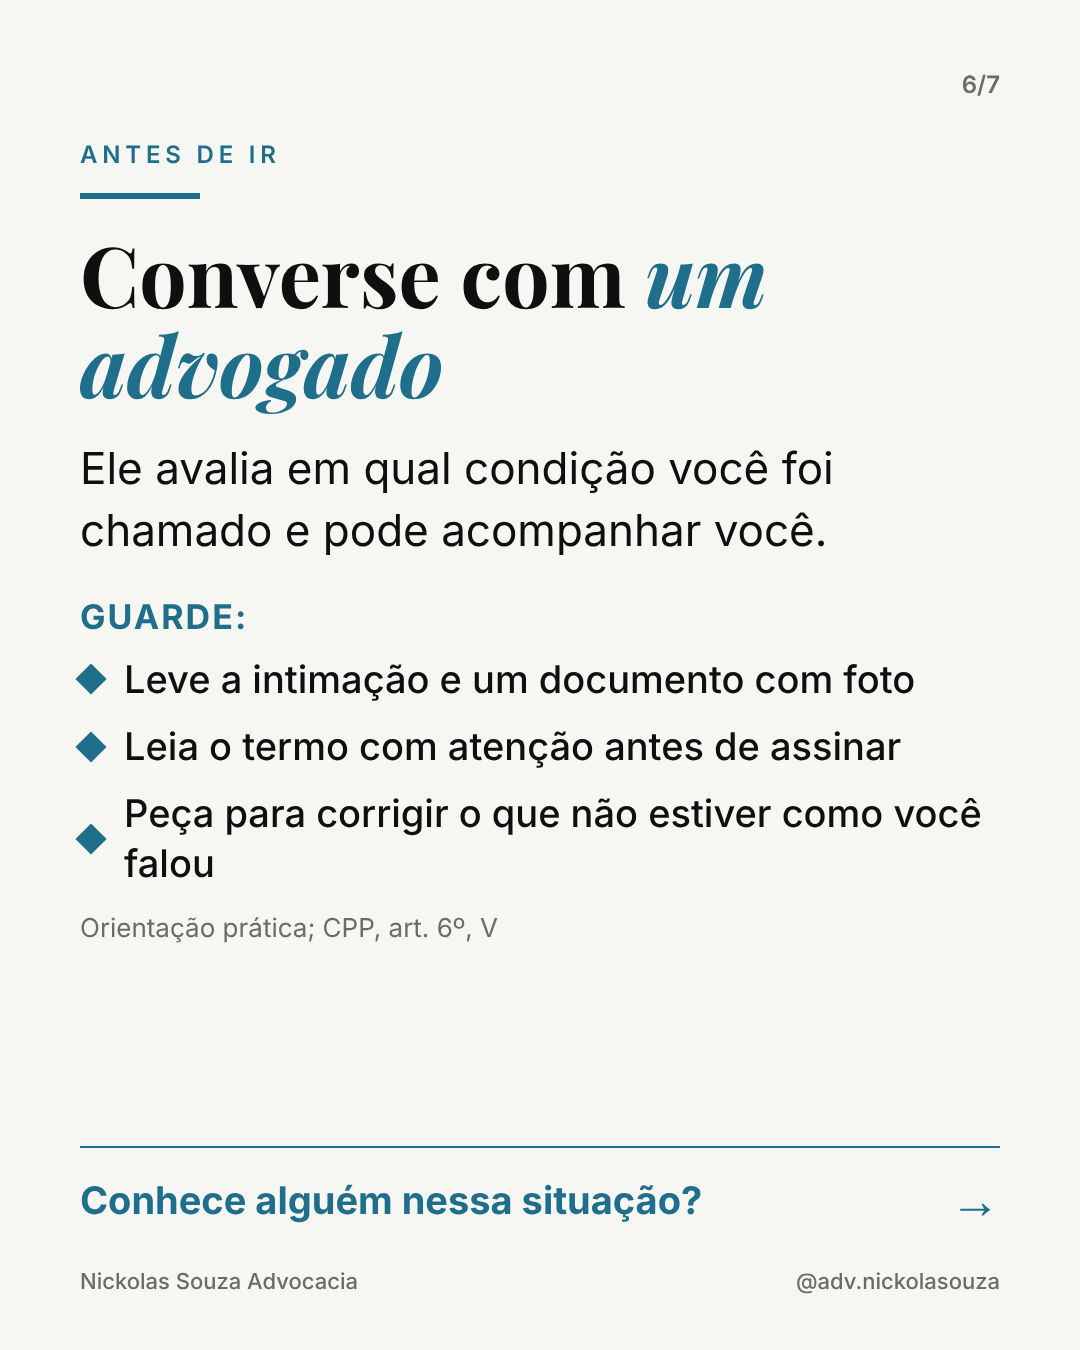 6/7
ANTES DE IR
Converse com um
advogado
Ele avalia em qual condição você foi
chamado e pode acompanhar você.
GUARDE:
Leve a intimação e um documento com foto
Leia o termo com atenção antes de assinar
Peça para corrigir o que não estiver como você
falou
Orientação prática; CPP, art. 6º, V
Conhece alguém nessa situação? →
Nickolas Souza Advocacia @adv.nickolasouza